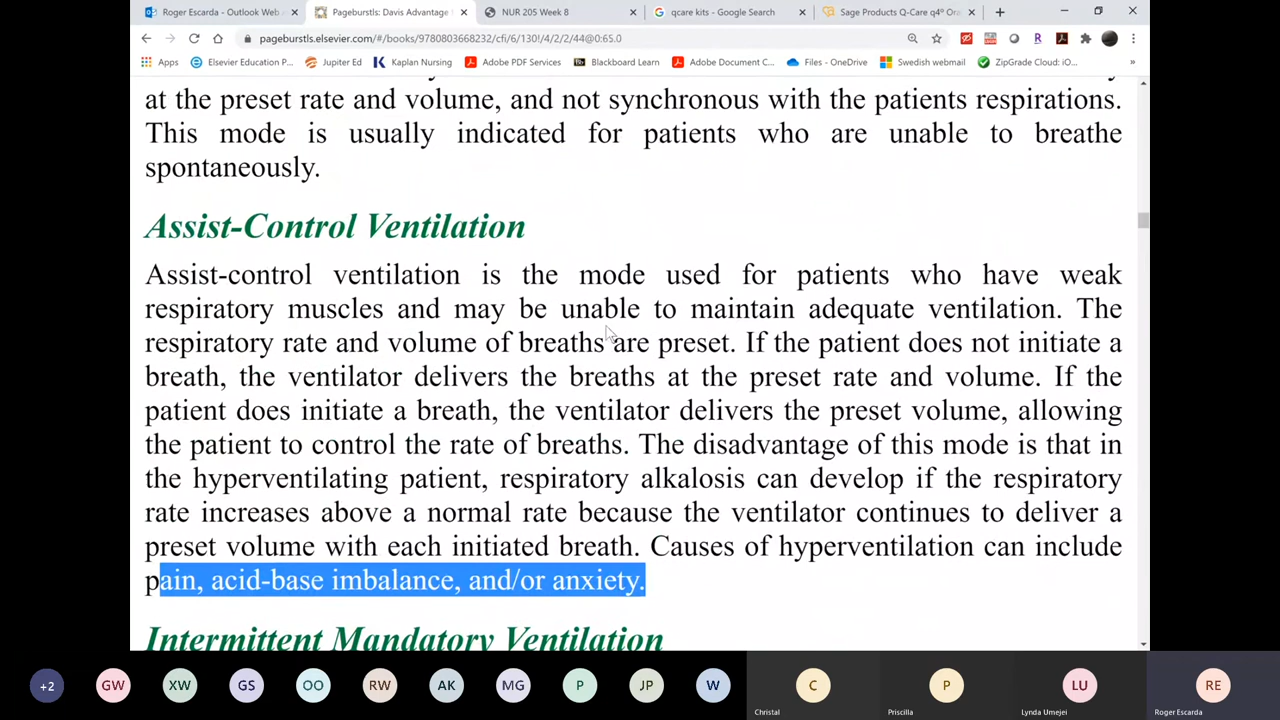 Roger Escarda - Outlook Web
Pageburstls: Davis Advantage
NUR 205 Week 8
qcare kits - Google Search
Sage Products Q-Care q4® Ora
pageburstls.elsevier.com/#/books/9780803668232/cfi/6/130!/4/2/2/44@0:65.0
Apps
Elsevier Education P...
Jupiter Ed
Kaplan Nursing
Adobe PDF Services
Blackboard Learn
Adobe Document C...
Files - OneDrive
Swedish webmail
ZipGrade Cloud: iO...
at the preset rate and volume, and not synchronous with the patients respirations.
This mode is usually indicated for patients who are unable to breathe
spontaneously.
Assist-Control Ventilation
Assist-control ventilation is the mode used for patients who have weak
respiratory muscles and may be unable to maintain adequate ventilation. The
respiratory rate and volume of breaths are preset. If the patient does not initiate a
breath, the ventilator delivers the breaths at the preset rate and volume. If the
patient does initiate a breath, the ventilator delivers the preset volume, allowing
the patient to control the rate of breaths. The disadvantage of this mode is that in
the hyperventilating patient, respiratory alkalosis can develop if the respiratory
rate increases above a normal rate because the ventilator continues to deliver a
preset volume with each initiated breath. Causes of hyperventilation can include
pain, acid-base imbalance, and/or anxiety.
Intermittent Mandatory Ventilation
+2
GW
XW
GS
OO
RW
AK
MG
P
JP
W
C
Christal
P
Priscilla
LU
Lynda Umejei
RE
Roger Escarda